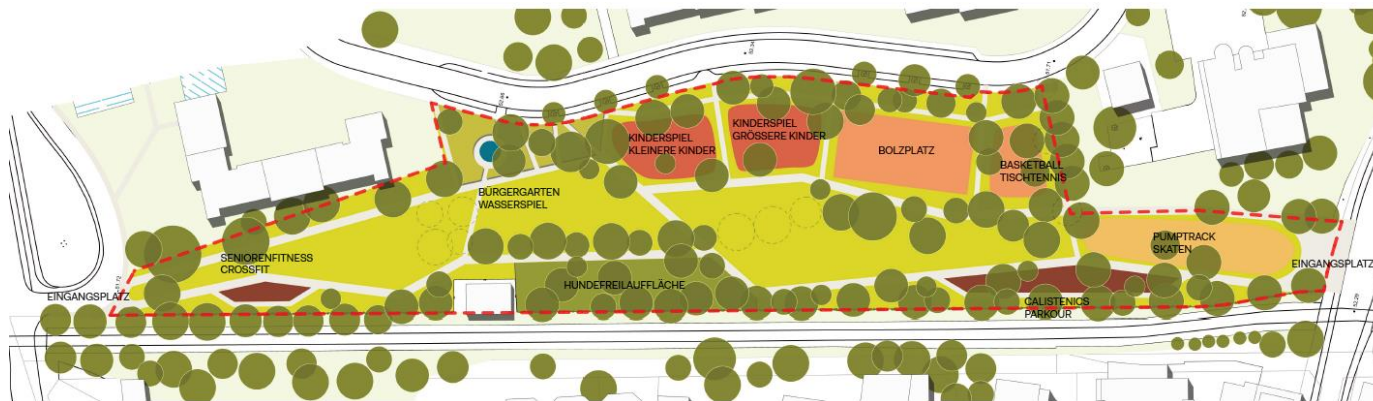 KINDERSPIEL
KLEINERE KINDER
KINDERSPIEL
GRÖSSERE KINDER
BOLZPLATZ
BASKETBALL
TISCHTENNIS
BÜRGERGARTEN
WASSERSPIEL
SENIORENFITNESS
CROSSFIT
HUNDEFREILAUFFLÄCHE
PUMPTRACK
SKATEN
EINGANGSPLATZ
EINGANGSPLATZ
CALISTENICS
PARKOUR